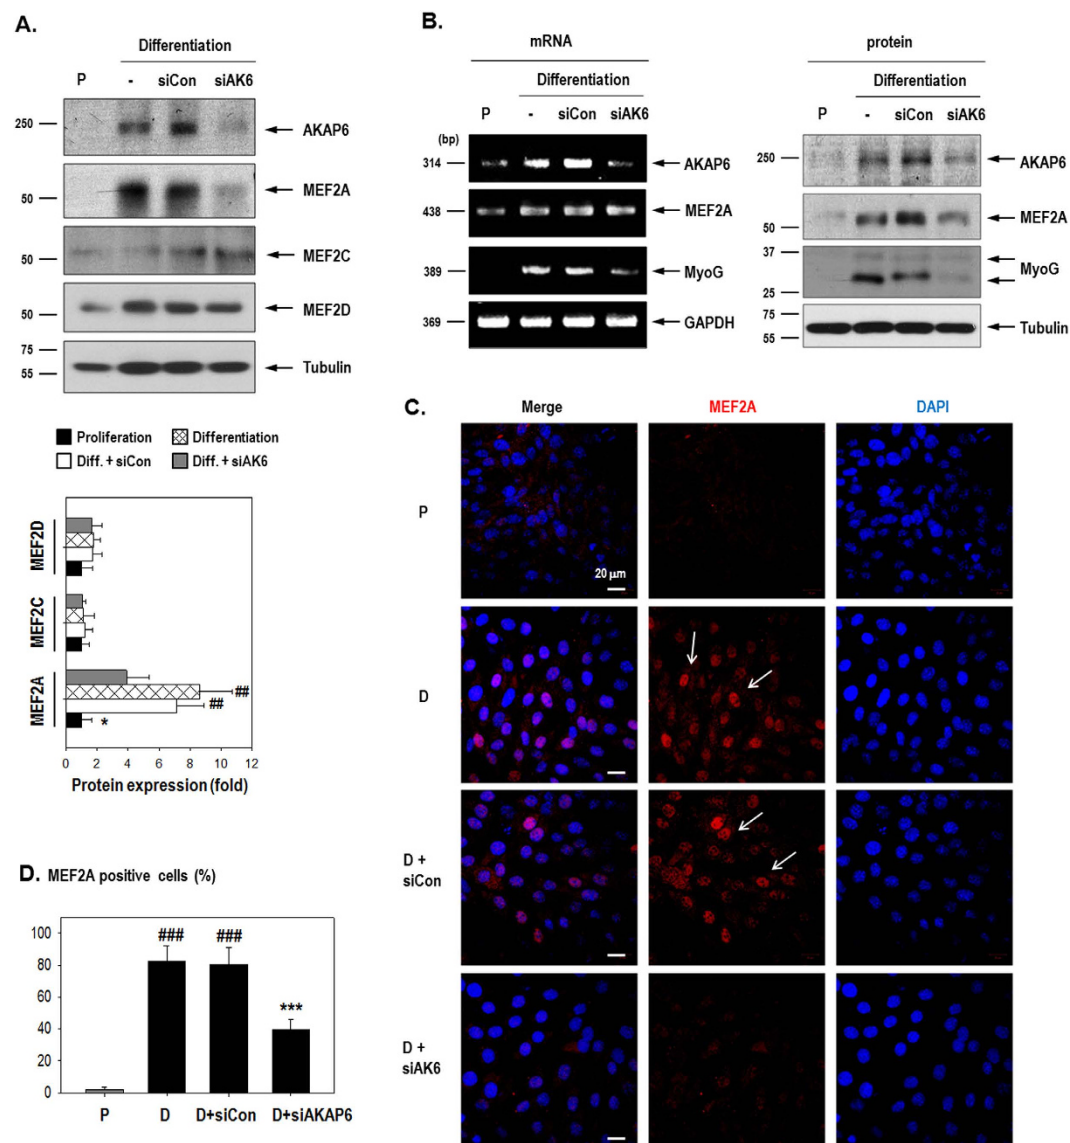 A.
Differentiation
P - siCon siAK6
250 AKAP6
50 MEF2A
50 MEF2C
50 MEF2D
75
55 Tubulin
Proliferation Differentiation
Diff. + siCon Diff. + siAK6
MEF2D
MEF2C
MEF2A
##
##
*
0 2 4 6 8 10 12
Protein expression (fold)
B.
mRNA
Differentiation
P - siCon siAK6
(bp)
314 AKAP6
438 MEF2A
389 MyoG
369 GAPDH
protein
Differentiation
P - siCon siAK6
250 AKAP6
50 MEF2A
37
MyoG
25
75
55 Tubulin
C.
Merge MEF2A DAPI
P
20 μm
D
D +
siCon
D +
siAK6
D. MEF2A positive cells (%)
100
80
60
40
20
0
### ###
***
P D D+siCon D+siAKAP6